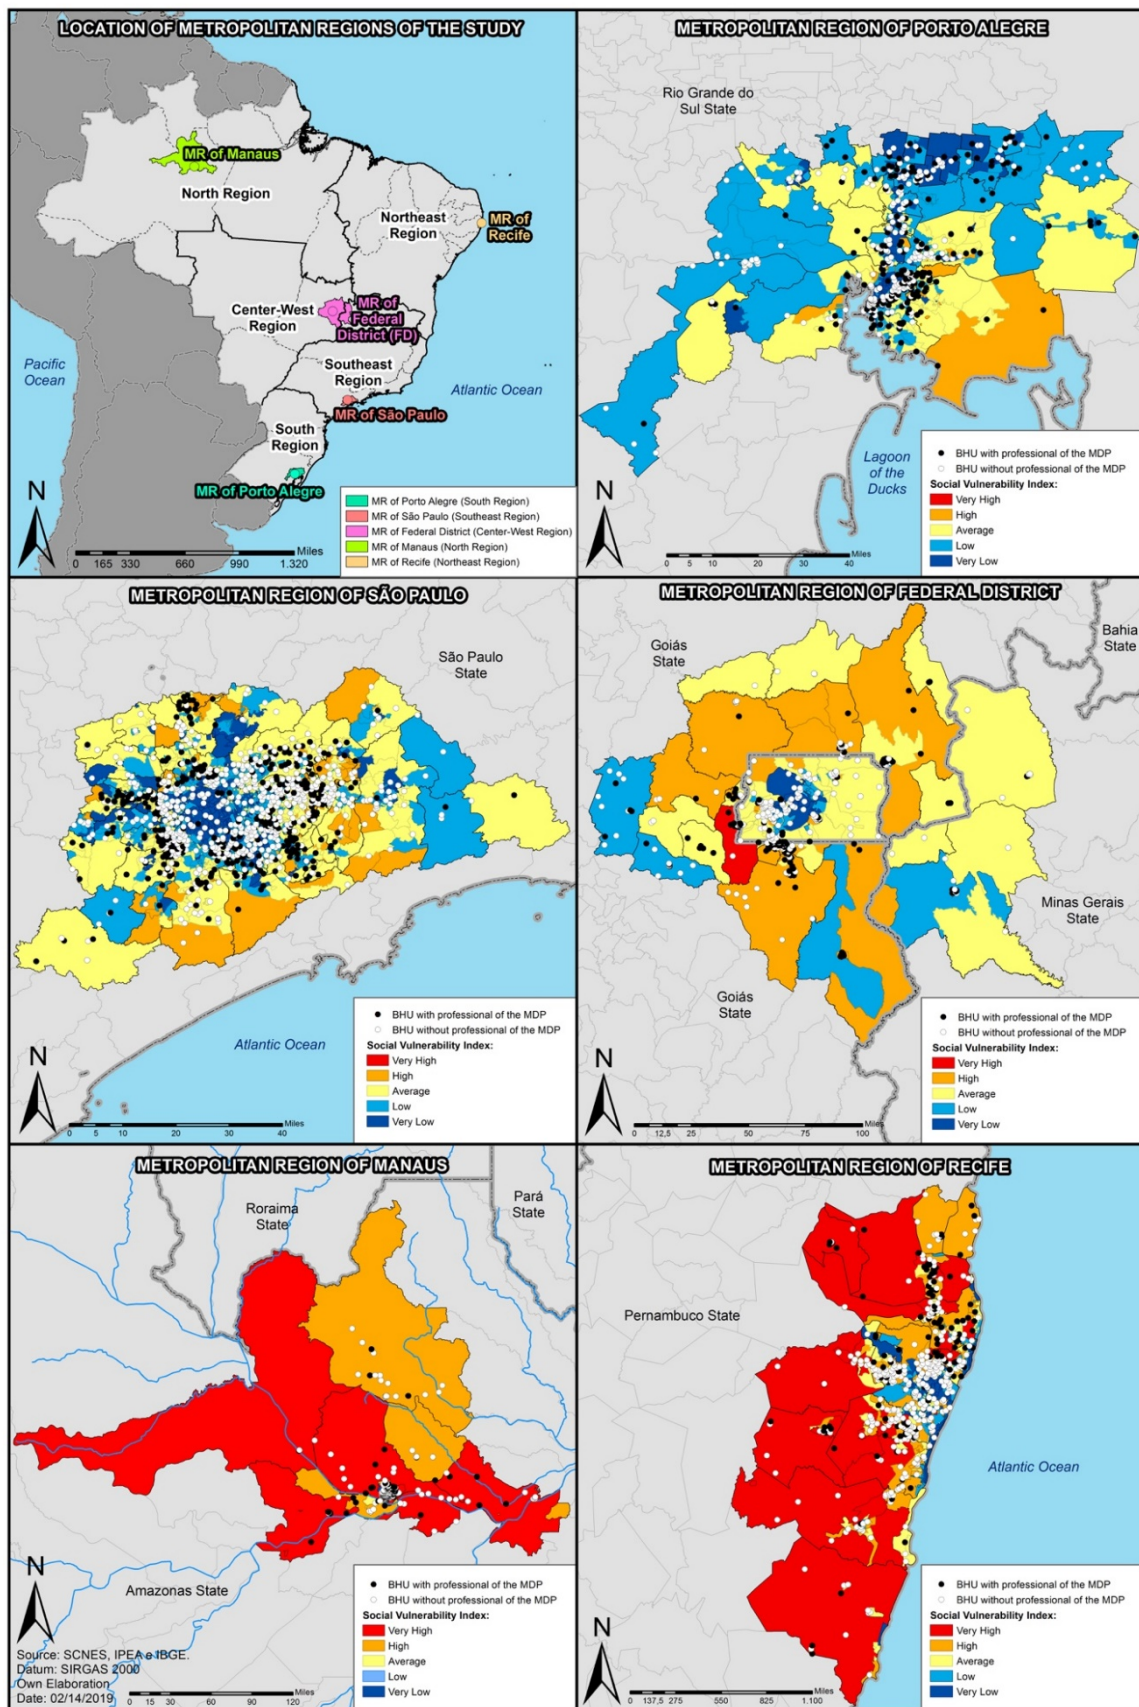 LOCATION OF METROPOLITAN REGIONS OF THE STUDY
MR of Manaus
North Region
Northeast
Region
MR of
Recife
Center-West
Region
MR of
Federal
District (FD)
Southeast
Region
Pacific
Ocean
Atlantic Ocean
MR of São Paulo
South
Region
MR of Porto Alegre
N
MR of Porto Alegre (South Region)
MR of São Paulo (Southeast Region)
MR of Federal District (Center-West Region)
MR of Manaus (North Region)
MR of Recife (Northeast Region)
Miles
0 165 330 660 990 1.320
METROPOLITAN REGION OF PORTO ALEGRE
Rio Grande do
Sul State
Lagoon
of the
Ducks
N
BHU with professional of the MDP
BHU without professional of the MDP
Social Vulnerability Index:
Very High
High
Average
Low
Very Low
Miles
0 5 10 20 30 40
METROPOLITAN REGION OF SÃO PAULO
São Paulo
State
Atlantic Ocean
N
BHU with professional of the MDP
BHU without professional of the MDP
Social Vulnerability Index:
Very High
High
Average
Low
Very Low
Miles
0 5 10 20 30 40
METROPOLITAN REGION OF FEDERAL DISTRICT
Goiás
State
Bahia
State
Minas Gerais
State
Goiás
State
N
BHU with professional of the MDP
BHU without professional of the MDP
Social Vulnerability Index:
Very High
High
Average
Low
Very Low
Miles
0 12,5 25 50 75 100
METROPOLITAN REGION OF MANAUS
Roraima
State
Pará
State
Amazonas State
N
Source: SCNES, IPEA e IBGE.
Datum: SIRGAS 2000
Own Elaboration
Date: 02/14/2019
BHU with professional of the MDP
BHU without professional of the MDP
Social Vulnerability Index:
Very High
High
Average
Low
Very Low
Miles
0 15 30 60 90 120
METROPOLITAN REGION OF RECIFE
Pernambuco State
Atlantic Ocean
N
BHU with professional of the MDP
BHU without professional of the MDP
Social Vulnerability Index:
Very High
High
Average
Low
Very Low
Miles
0 137,5 275 550 825 1.100